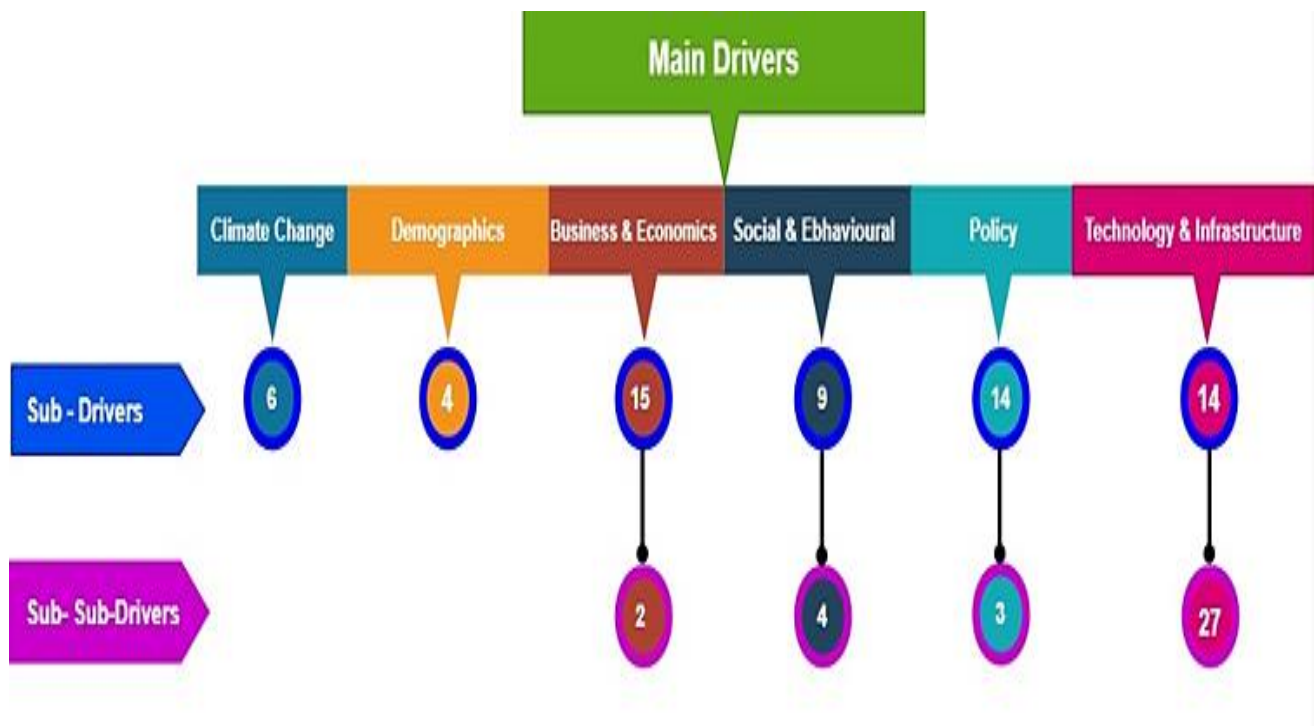 Main Drivers
Climate Change
Demographics
Business & Economics
Social & Ebhavioural
Policy
Technology & Infrastructure
Sub - Drivers
6
4
15
9
14
14
Sub- Sub-Drivers
2
4
3
27